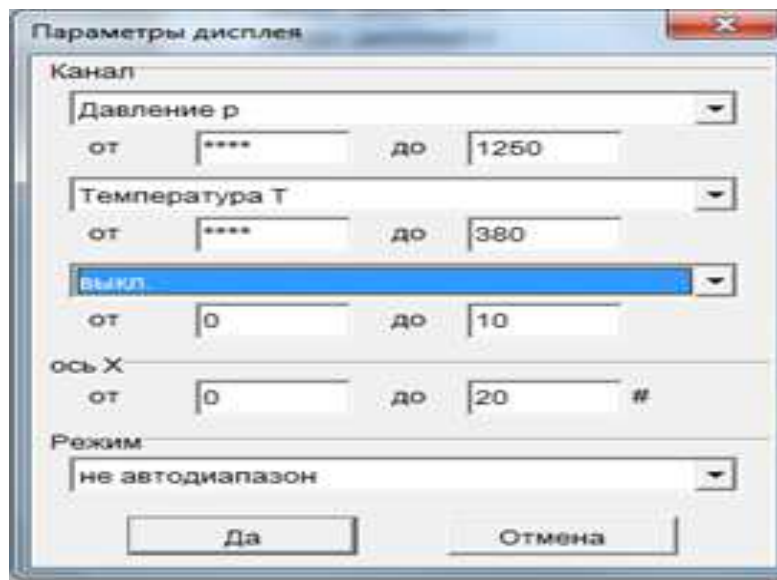 Параметры дисплея
Канал
Давление p
от **** до 1250
Температура T
от **** до 380
выкл.
от 0 до 10
ось X
от 0 до 20 #
Режим
не автодиапазон
Да Отмена